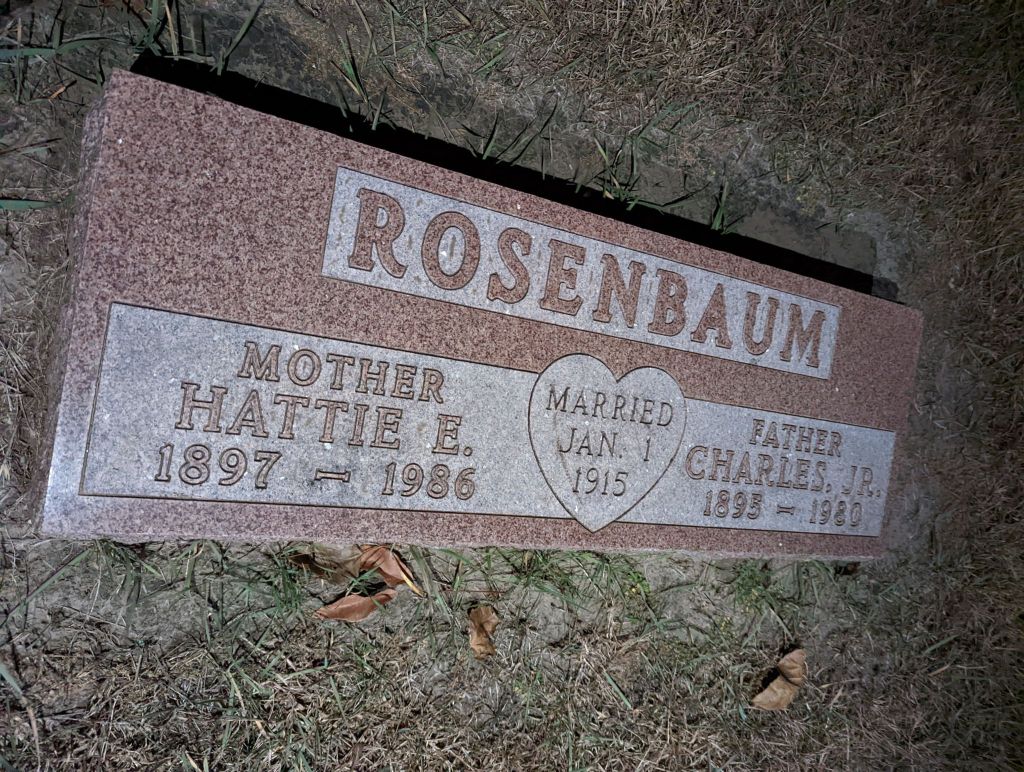 ROSENBAUM
MOTHER
HATTIE E.
1897 – 1986
MARRIED
JAN. 1
1915
FATHER
CHARLES, JR.
1895 – 1980